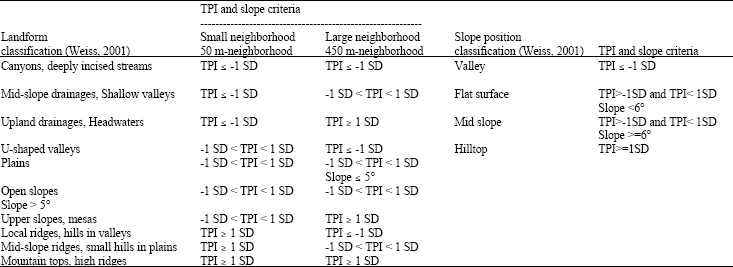 TPI and slope criteria
Landform Small neighborhood Large neighborhood Slope position
classification (Weiss, 2001) 50 m-neighborhood 450 m-neighborhood classification (Weiss, 2001) TPI and slope criteria
Canyons, deeply incised streams TPI ≤ -1 SD TPI ≤ -1 SD Valley TPI ≤ -1 SD
Mid-slope drainages, Shallow valleys TPI ≤ -1 SD -1 SD < TPI < 1 SD Flat surface TPI>-1SD and TPI< 1SD
Slope <6°
Upland drainages, Headwaters TPI ≤ -1 SD TPI ≥ 1 SD Mid slope TPI>-1SD and TPI< 1SD
Slope >=6°
U-shaped valleys -1 SD < TPI < 1 SD TPI ≤ -1 SD Hilltop TPI>=1SD
Plains -1 SD < TPI < 1 SD -1 SD < TPI < 1 SD
Slope ≤ 5°
Open slopes -1 SD < TPI < 1 SD -1 SD < TPI < 1 SD
Slope > 5°
Upper slopes, mesas -1 SD < TPI < 1 SD TPI ≥ 1 SD
Local ridges, hills in valleys TPI ≥ 1 SD TPI ≤ -1 SD
Mid-slope ridges, small hills in plains TPI ≥ 1 SD -1 SD < TPI < 1 SD
Mountain tops, high ridges TPI ≥ 1 SD TPI ≥ 1 SD